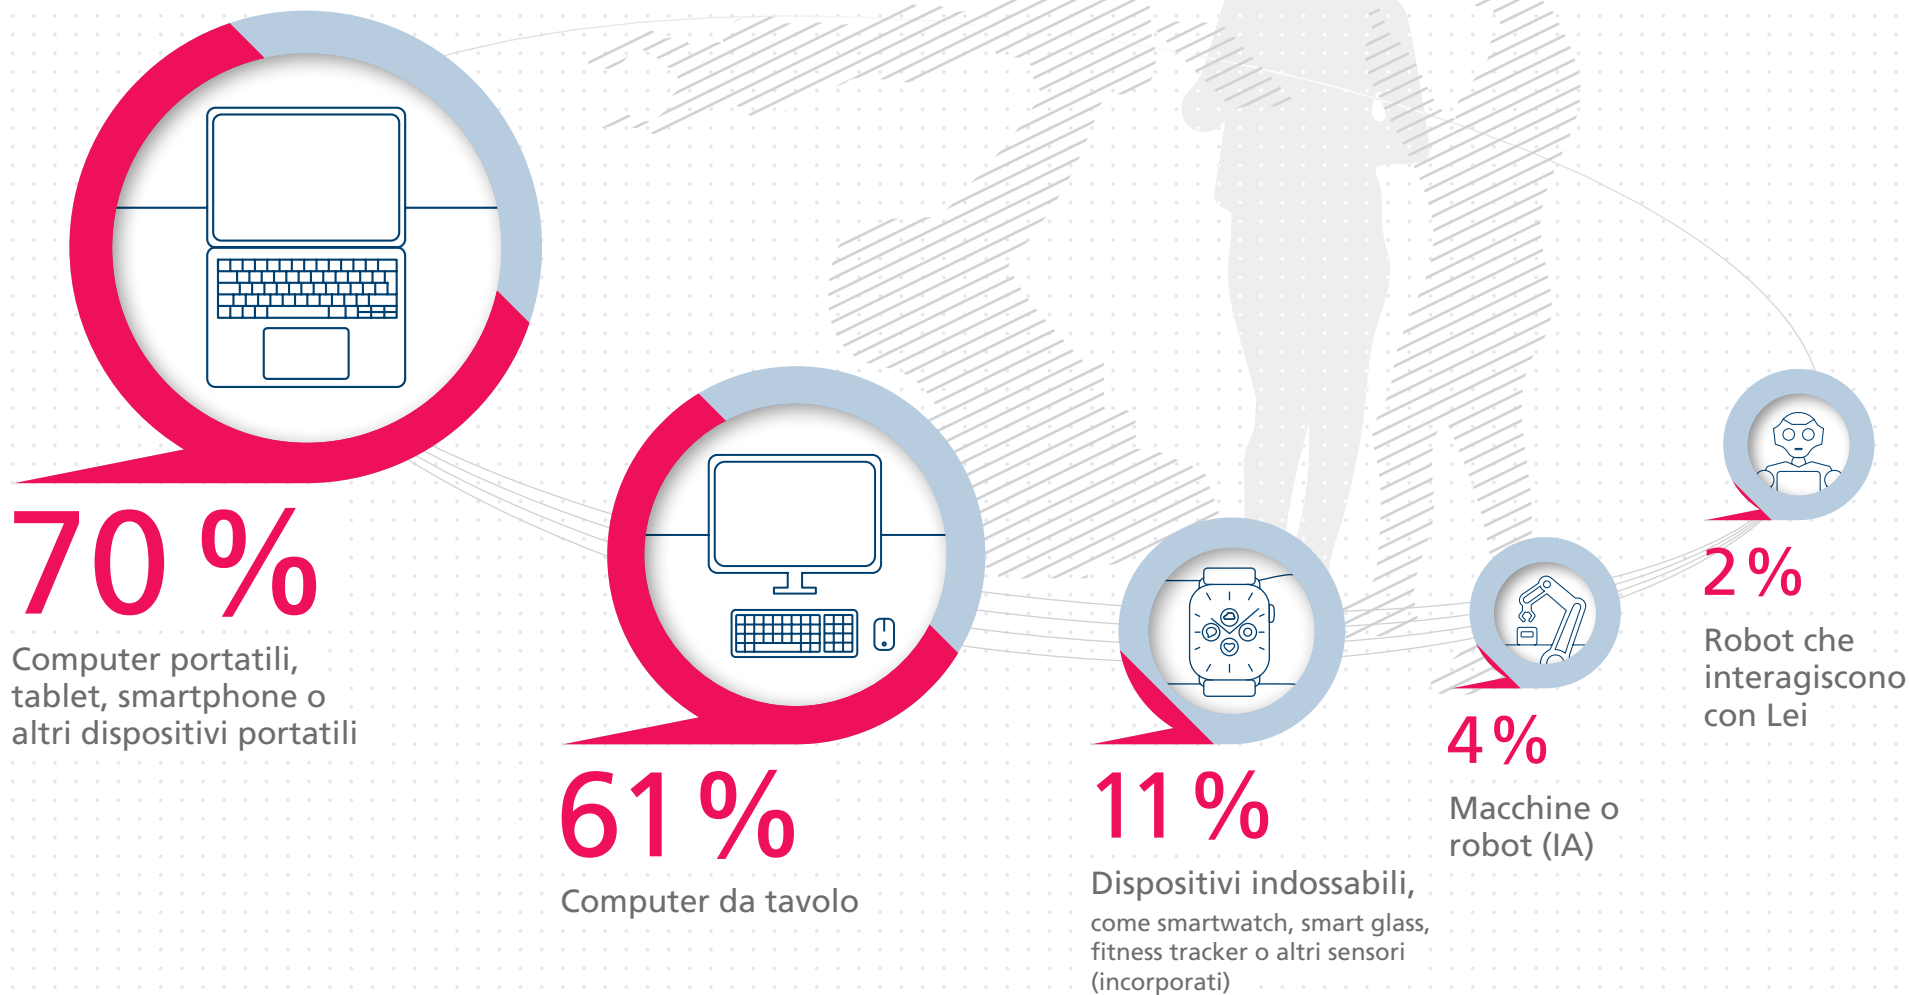 70 %
Computer portatili,
tablet, smartphone o
altri dispositivi portatili
61 %
Computer da tavolo
11 %
Dispositivi indossabili,
come smartwatch, smart glass,
fitness tracker o altri sensori
(incorporati)
4 %
Macchine o
robot (IA)
2 %
Robot che
interagiscono
con Lei